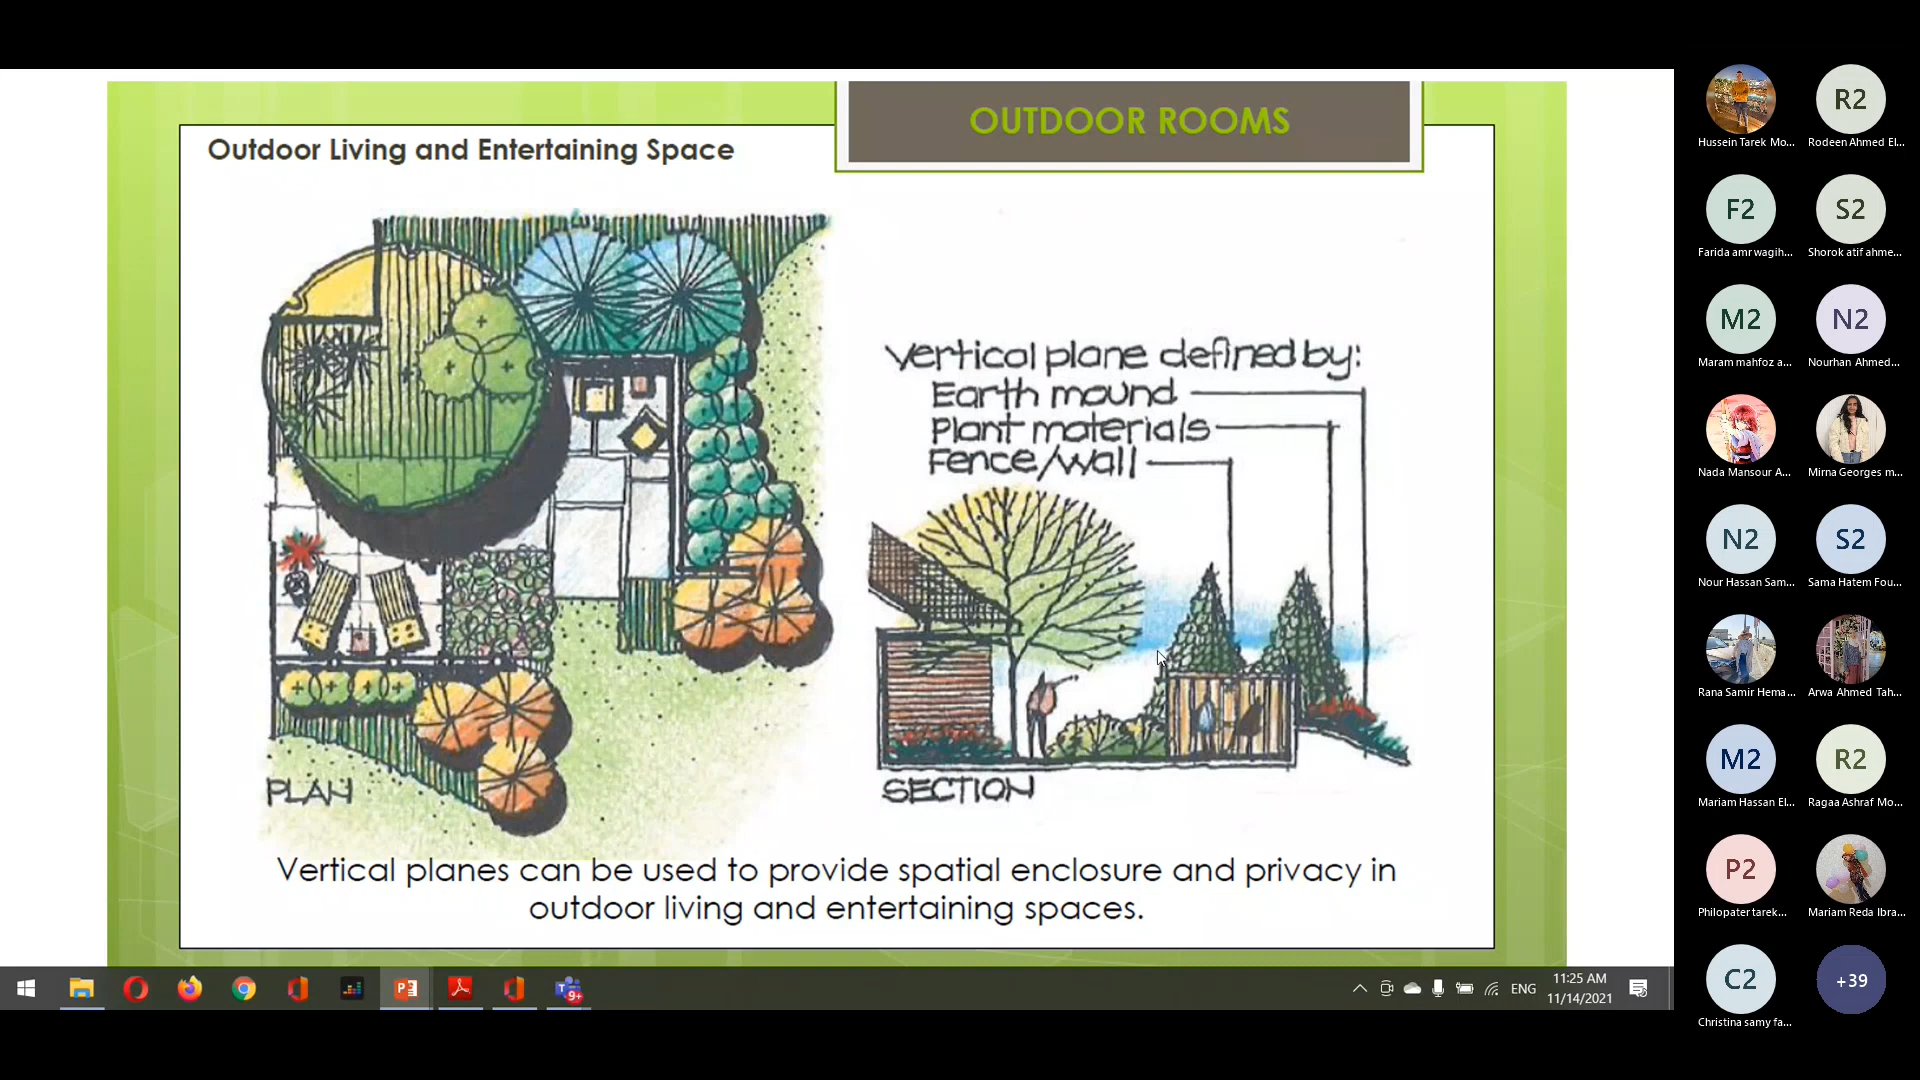 OUTDOOR ROOMS
Outdoor Living and Entertaining Space
Vertical plane defined by:
Earth mound
Plant materials
Fence/wall
PLAN
SECTION
Vertical planes can be used to provide spatial enclosure and privacy in
outdoor living and entertaining spaces.
R2
Hussein Tarek Mo...
Rodeen Ahmed El...
F2
S2
Farida amr wagih...
Shorok atif ahme...
M2
N2
Maram mahfoz a...
Nourhan Ahmed...
Nada Mansour A...
Mirna Georges m...
N2
S2
Nour Hassan Sam...
Sama Hatem Fou...
Rana Samir Hema...
Arwa Ahmed Tah...
M2
R2
Mariam Hassan El...
Ragaa Ashraf Mo...
P2
Philopater tarek...
Mariam Reda Ibra...
C2
+39
Christina samy fa...
9+
ENG
11:25 AM
11/14/2021